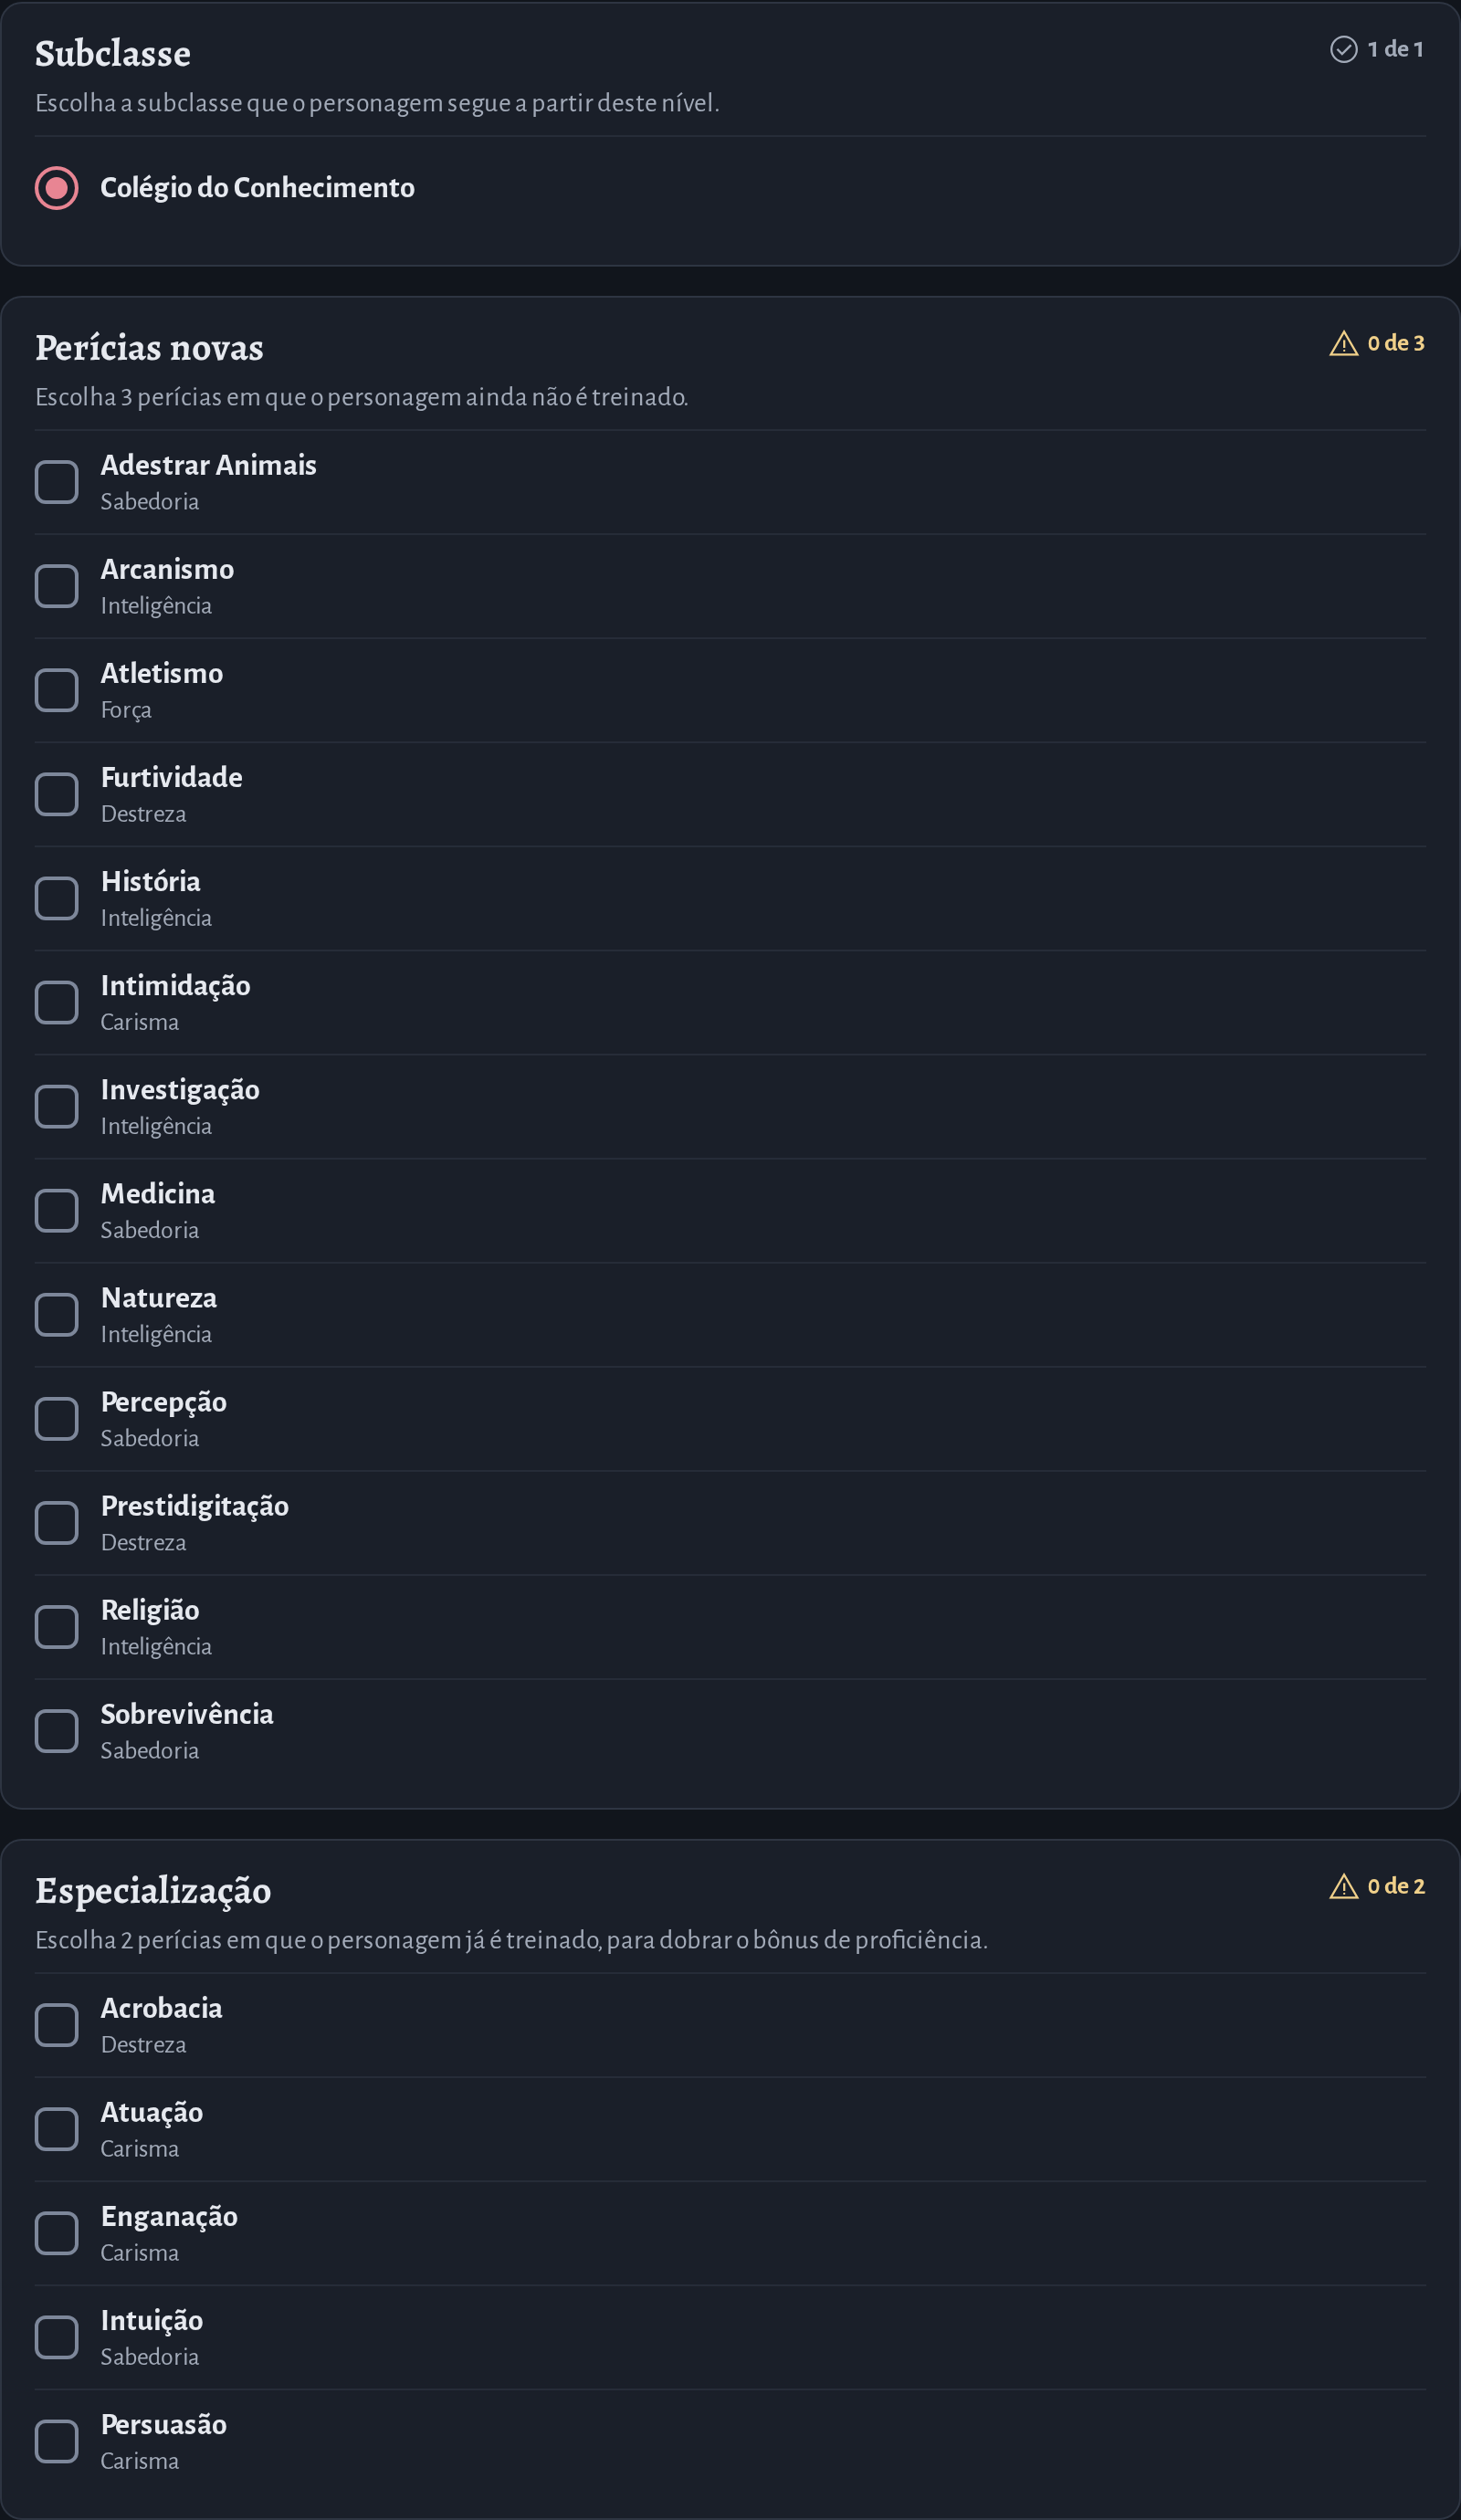 Subclasse
1 de 1
Escolha a subclasse que o personagem segue a partir deste nível.
Colégio do Conhecimento
Perícias novas
0 de 3
Escolha 3 perícias em que o personagem ainda não é treinado.
Adestrar Animais
Sabedoria
Arcanismo
Inteligência
Atletismo
Força
Furtividade
Destreza
História
Inteligência
Intimidação
Carisma
Investigação
Inteligência
Medicina
Sabedoria
Natureza
Inteligência
Percepção
Sabedoria
Prestidigitação
Destreza
Religião
Inteligência
Sobrevivência
Sabedoria
Especialização
0 de 2
Escolha 2 perícias em que o personagem já é treinado, para dobrar o bônus de proficiência.
Acrobacia
Destreza
Atuação
Carisma
Enganação
Carisma
Intuição
Sabedoria
Persuasão
Carisma